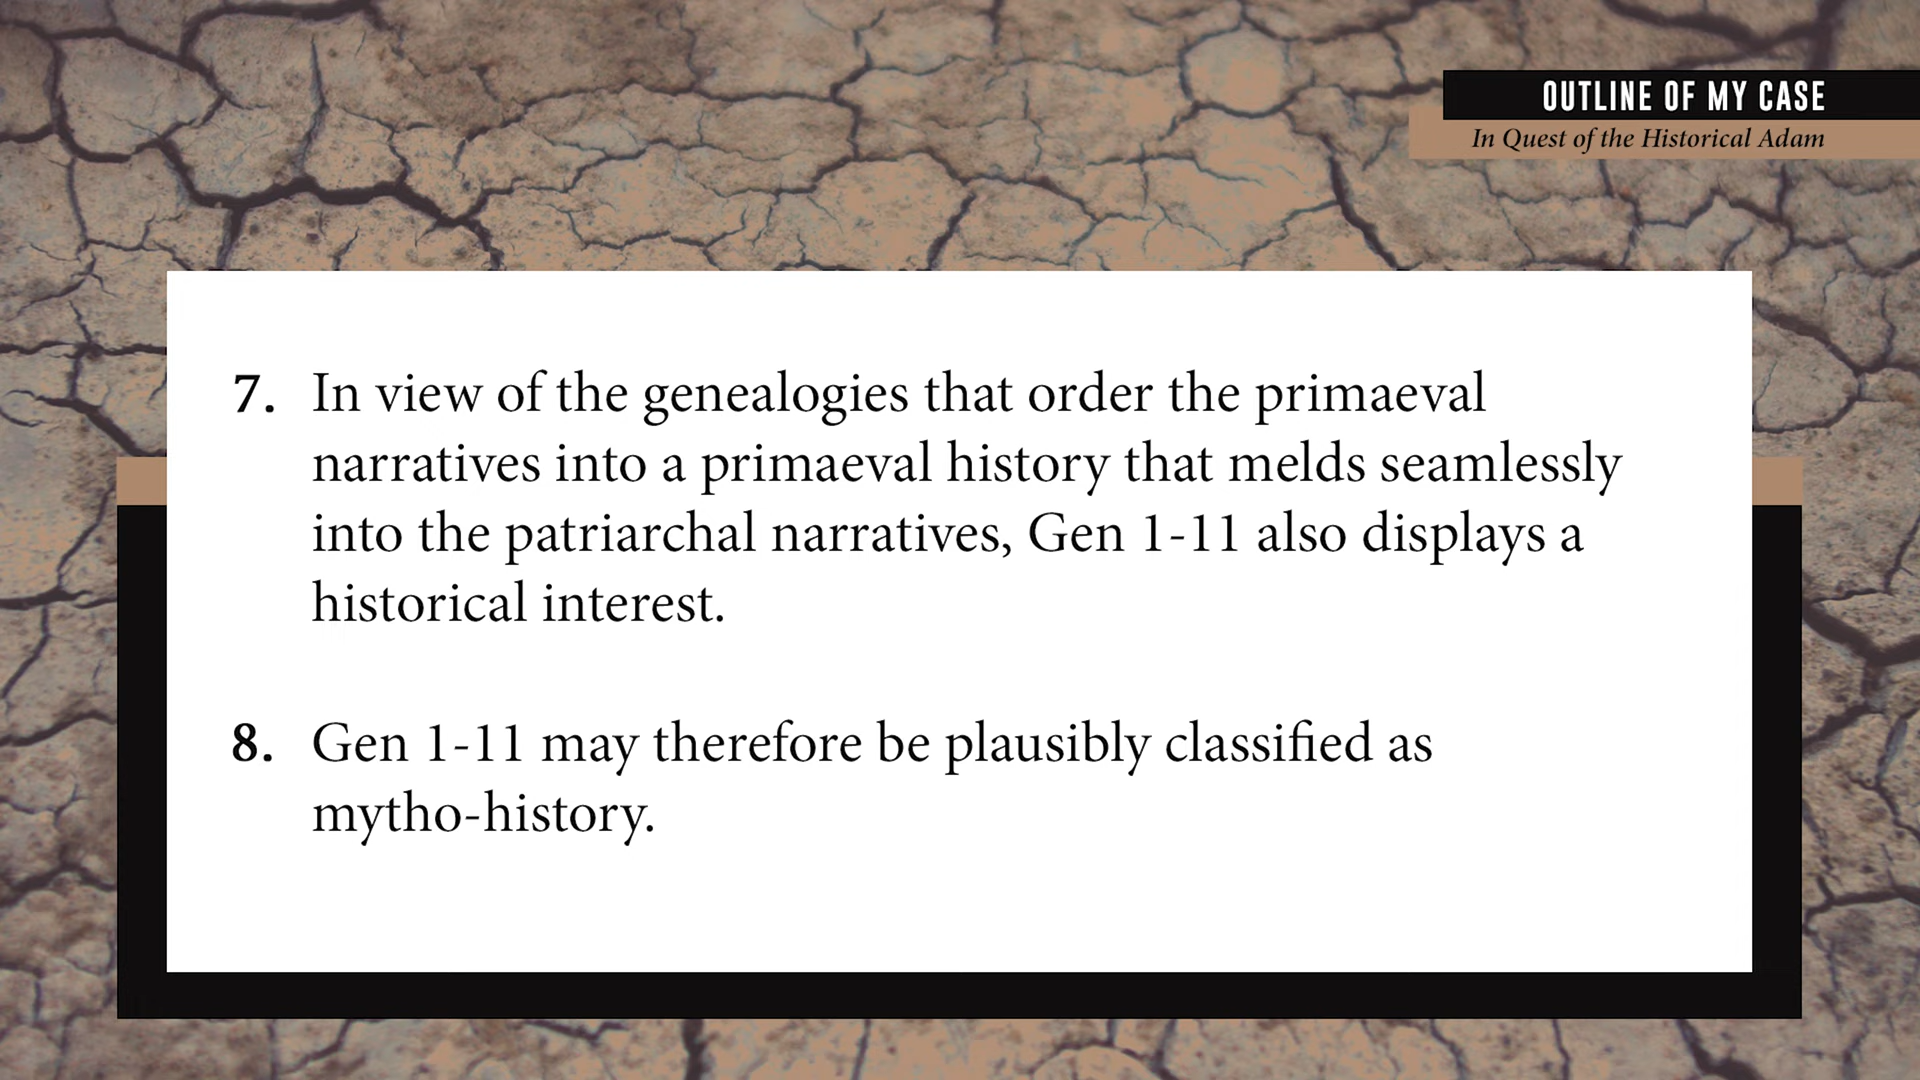 OUTLINE OF MY CASE
In Quest of the Historical Adam
7. In view of the genealogies that order the primaeval
narratives into a primaeval history that melds seamlessly
into the patriarchal narratives, Gen 1-11 also displays a
historical interest.
8. Gen 1-11 may therefore be plausibly classified as
mytho-history.